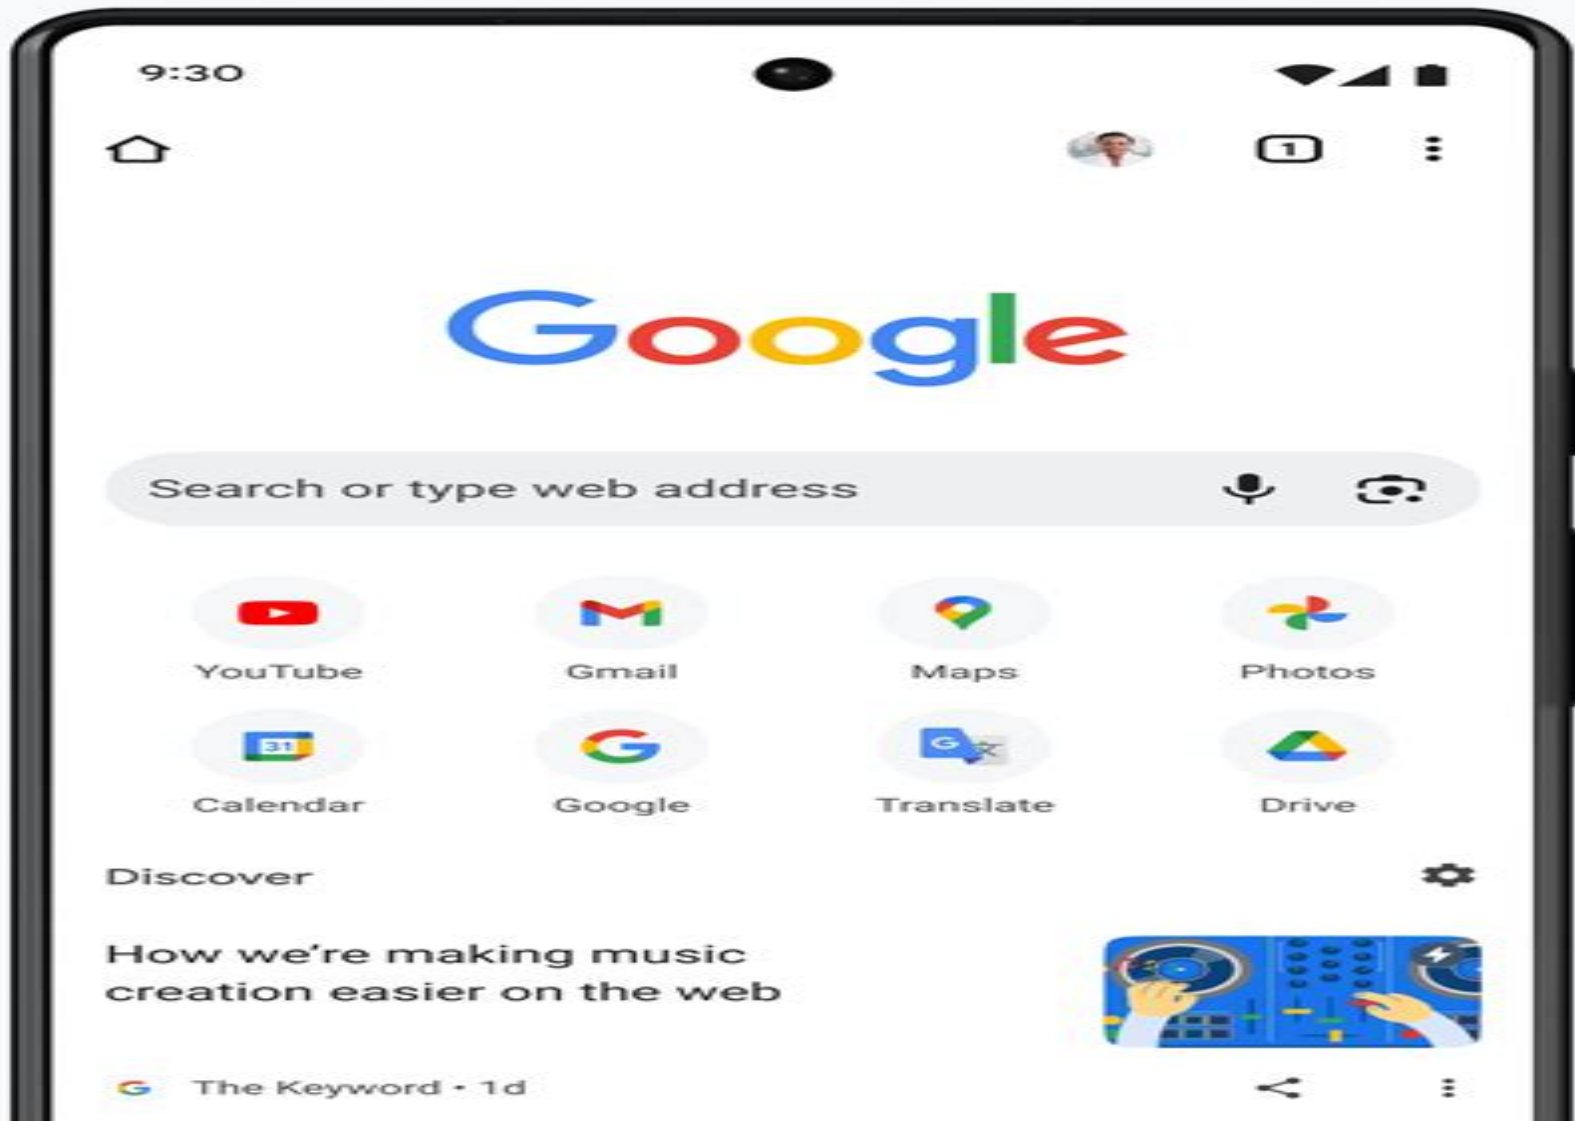 9:30
1
Google
Search or type web address
YouTube
Gmail
Maps
Photos
31
Calendar
Google
G
Translate
Drive
Discover
How we're making music
creation easier on the web
The Keyword • 1d